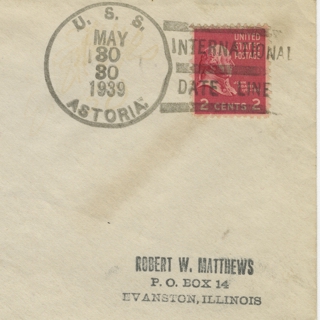 U. S. S.
MAY
30
30
1939
ASTORIA.
INTERNATIONAL
DATE LINE
UNITED
STATES
POSTAGE
2 CENTS 2
ROBERT W. MATTHEWS
P. O. BOX 14
EVANSTON, ILLINOIS